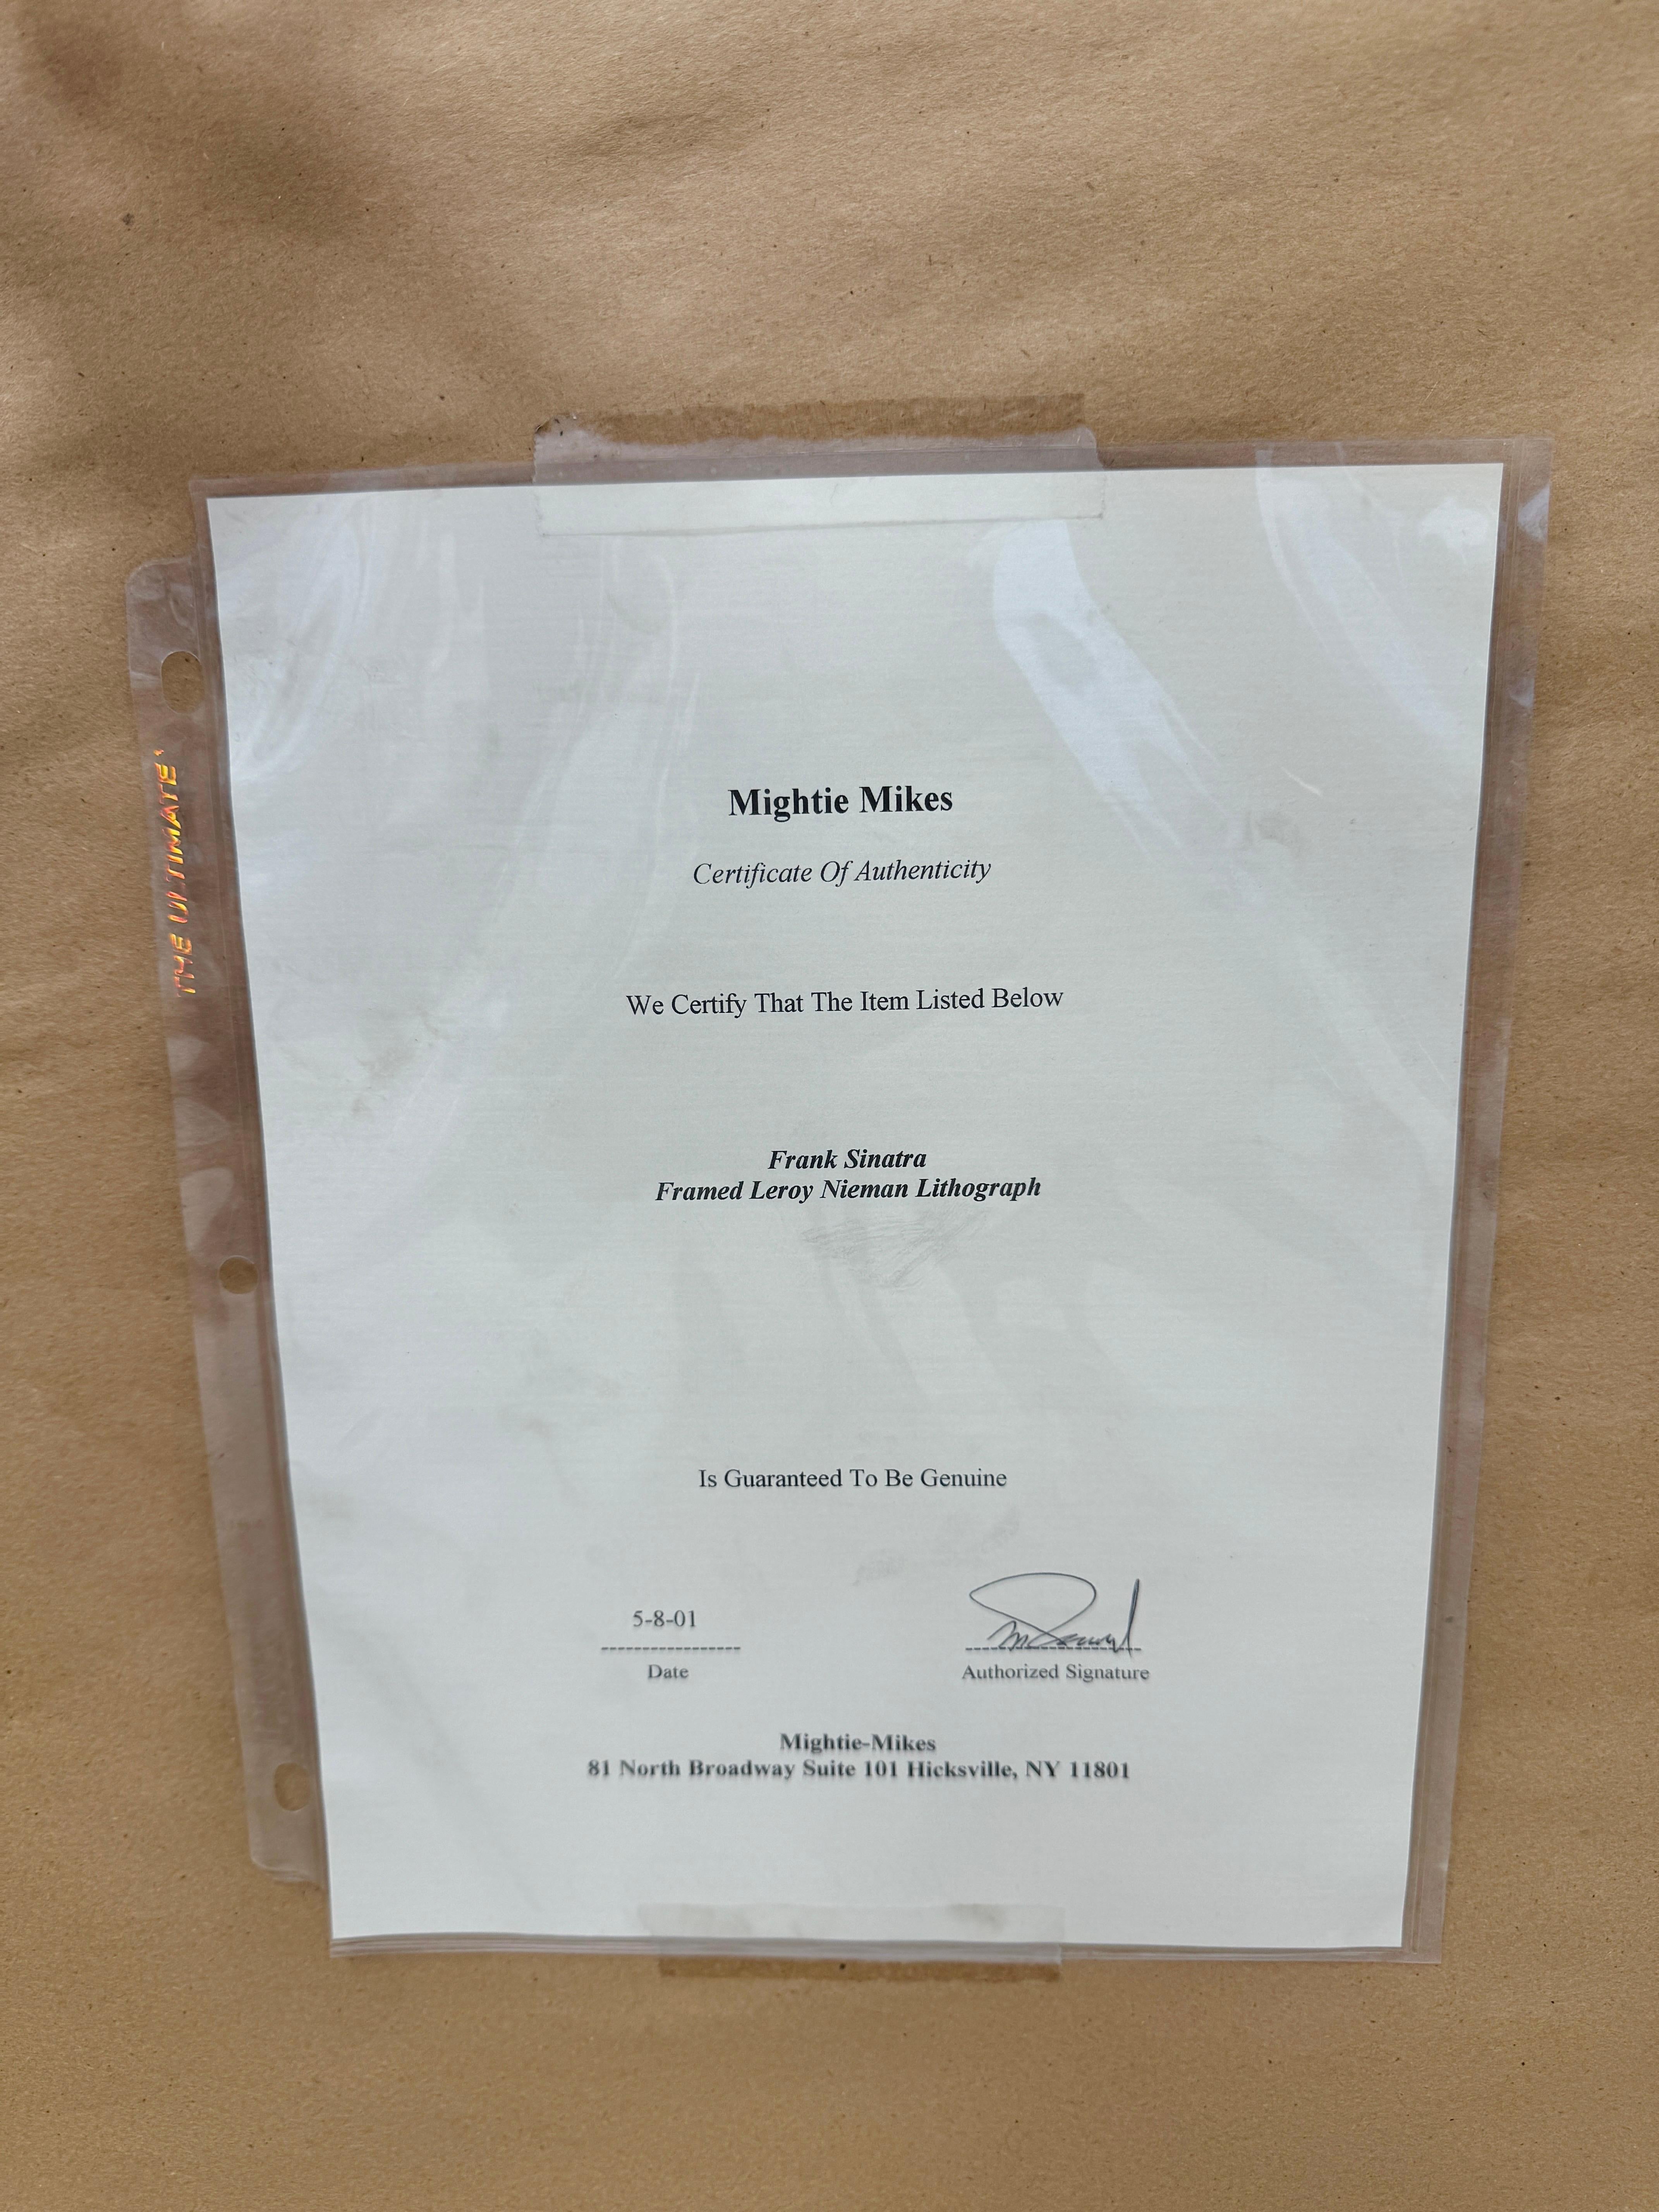 Mightie Mikes
Certificate Of Authenticity
We Certify That The Item Listed Below
Frank Sinatra
Framed Leroy Nieman Lithograph
Is Guaranteed To Be Genuine
5-8-01
-----------------
Date
Authorized Signature
Mightie-Mikes
81 North Broadway Suite 101 Hicksville, NY 11801
THE ULTIMATE